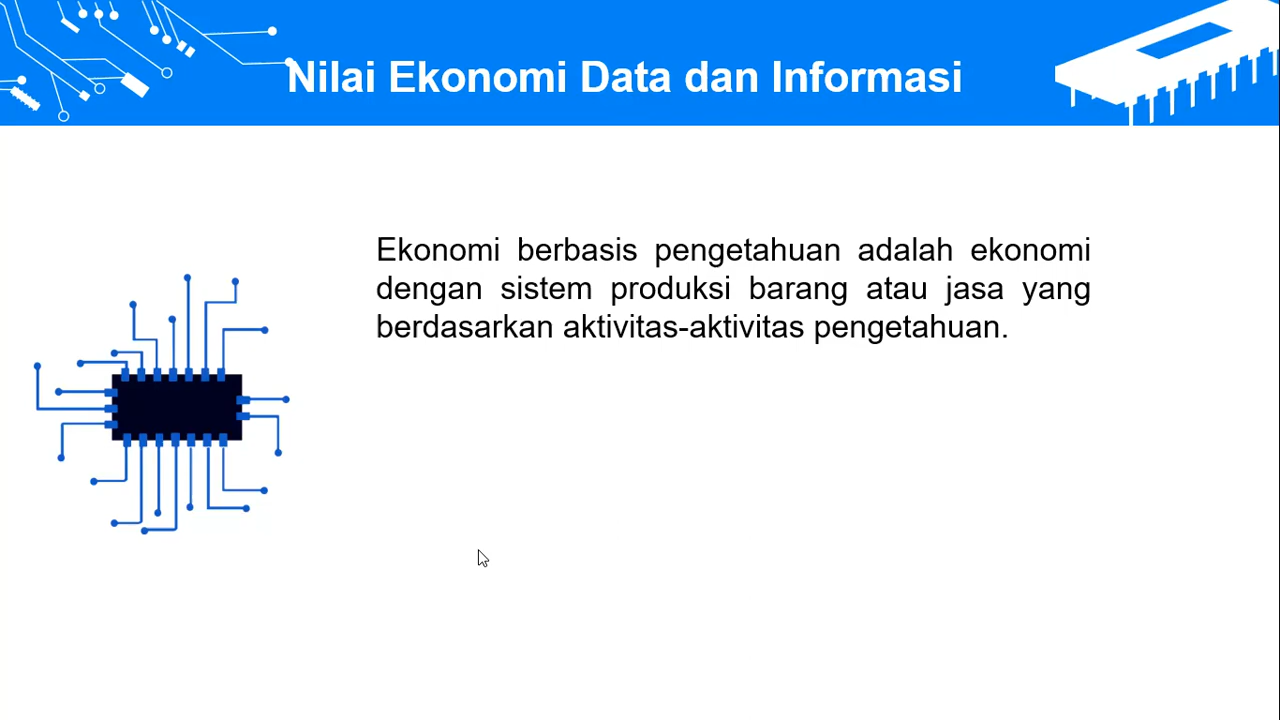 Nilai Ekonomi Data dan Informasi
Ekonomi berbasis pengetahuan adalah ekonomi
dengan sistem produksi barang atau jasa yang
berdasarkan aktivitas-aktivitas pengetahuan.